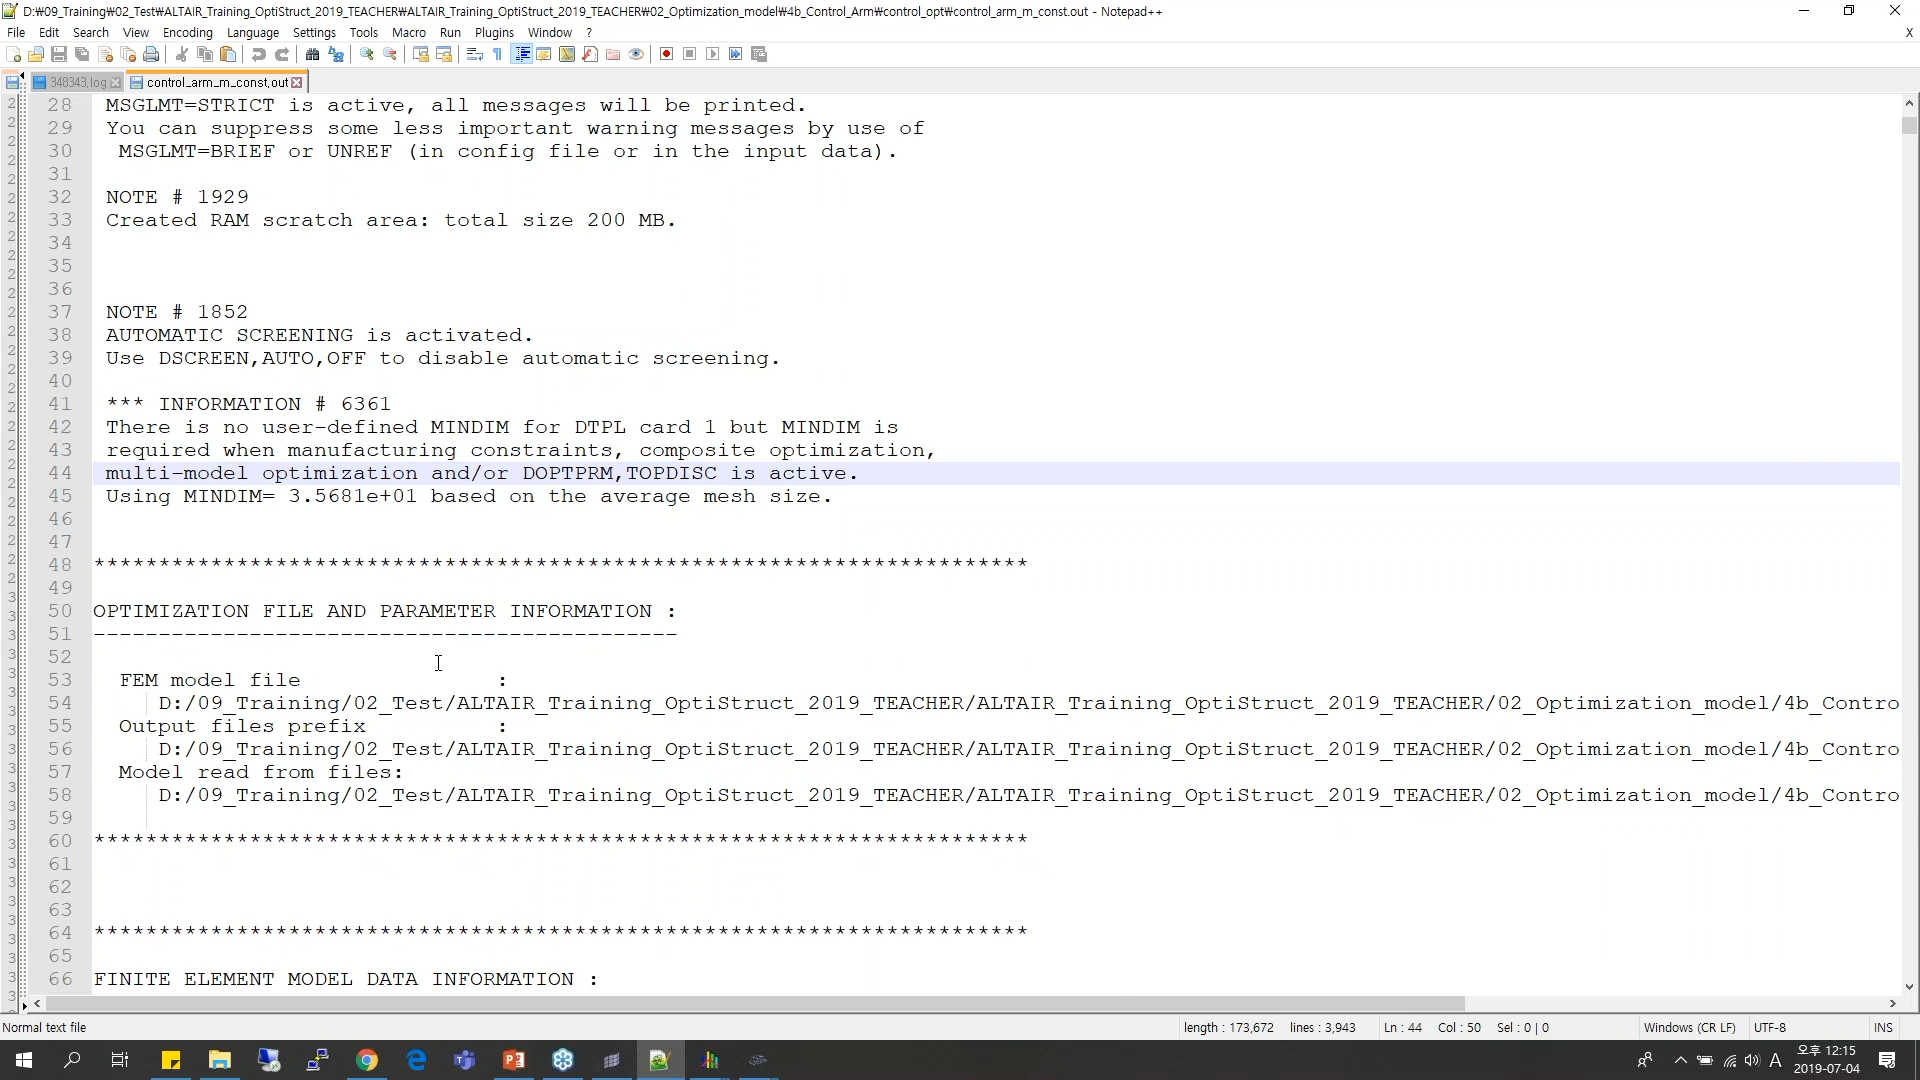 D:₩09_Training₩02_Test₩ALTAIR_Training_OptiStruct_2019_TEACHER₩ALTAIR_Training_OptiStruct_2019_TEACHER₩02_Optimization_model₩4b_Control_Arm₩control_opt₩control_arm_m_const.out - Notepad++
File Edit Search View Encoding Language Settings Tools Macro Run Plugins Window ? X
348343.log control_arm_m_const.out
28 MSGLMT=STRICT is active, all messages will be printed.
29 You can suppress some less important warning messages by use of
30 MSGLMT=BRIEF or UNREF (in config file or in the input data).
31
32 NOTE # 1929
33 Created RAM scratch area: total size 200 MB.
34
35
36
37 NOTE # 1852
38 AUTOMATIC SCREENING is activated.
39 Use DSCREEN,AUTO,OFF to disable automatic screening.
40
41 *** INFORMATION # 6361
42 There is no user-defined MINDIM for DTPL card 1 but MINDIM is
43 required when manufacturing constraints, composite optimization,
44 multi-model optimization and/or DOPTPRM,TOPDISC is active.
45 Using MINDIM= 3.5681e+01 based on the average mesh size.
46
47
48 ************************************************************************
49
50 OPTIMIZATION FILE AND PARAMETER INFORMATION :
51 ---------------------------------------------
52
53 FEM model file :
54 D:/09_Training/02_Test/ALTAIR_Training_OptiStruct_2019_TEACHER/ALTAIR_Training_OptiStruct_2019_TEACHER/02_Optimization_model/4b_Contro
55 Output files prefix :
56 D:/09_Training/02_Test/ALTAIR_Training_OptiStruct_2019_TEACHER/ALTAIR_Training_OptiStruct_2019_TEACHER/02_Optimization_model/4b_Contro
57 Model read from files:
58 D:/09_Training/02_Test/ALTAIR_Training_OptiStruct_2019_TEACHER/ALTAIR_Training_OptiStruct_2019_TEACHER/02_Optimization_model/4b_Contro
59
60 ************************************************************************
61
62
63
64 ************************************************************************
65
66 FINITE ELEMENT MODEL DATA INFORMATION :
Normal text file length : 173,672 lines : 3,943 Ln : 44 Col : 50 Sel : 0 | 0 Windows (CR LF) UTF-8 INS
A 오후 12:15
2019-07-04